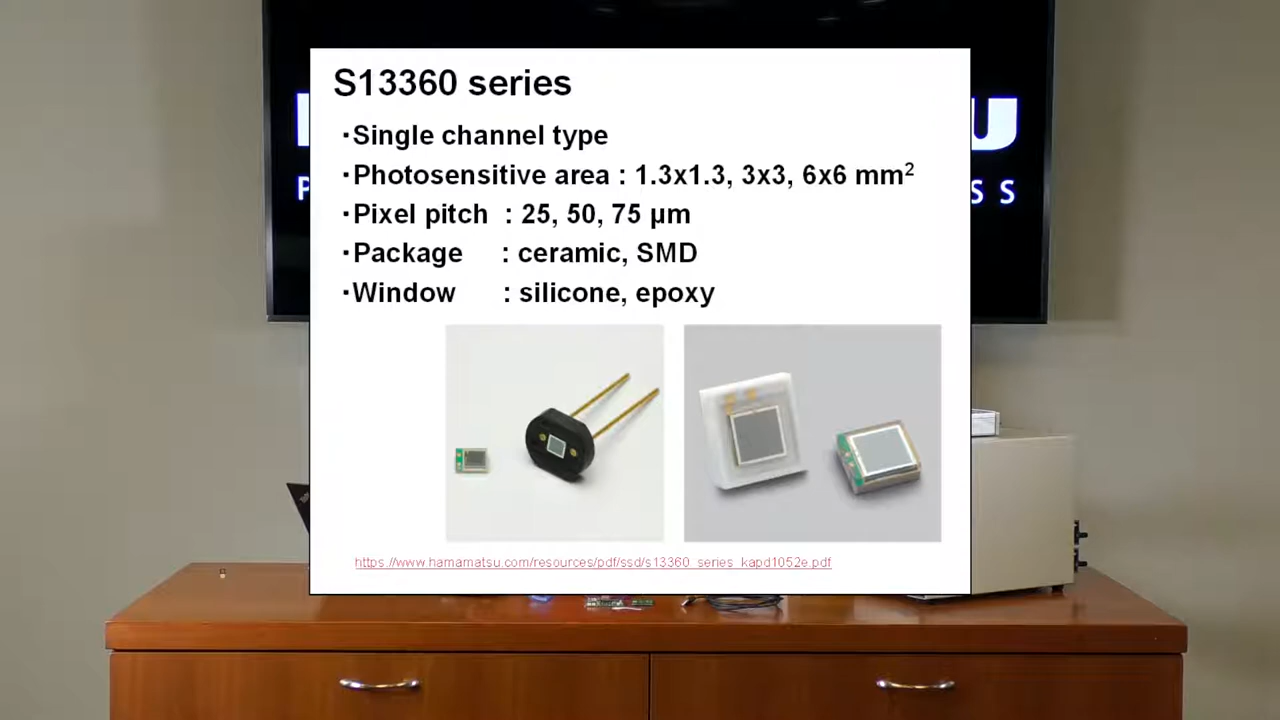 S13360 series
·Single channel type
·Photosensitive area : 1.3x1.3, 3x3, 6x6 mm²
·Pixel pitch : 25, 50, 75 μm
·Package : ceramic, SMD
·Window : silicone, epoxy
https://www.hamamatsu.com/resources/pdf/ssd/s13360_series_kapd1052e.pdf